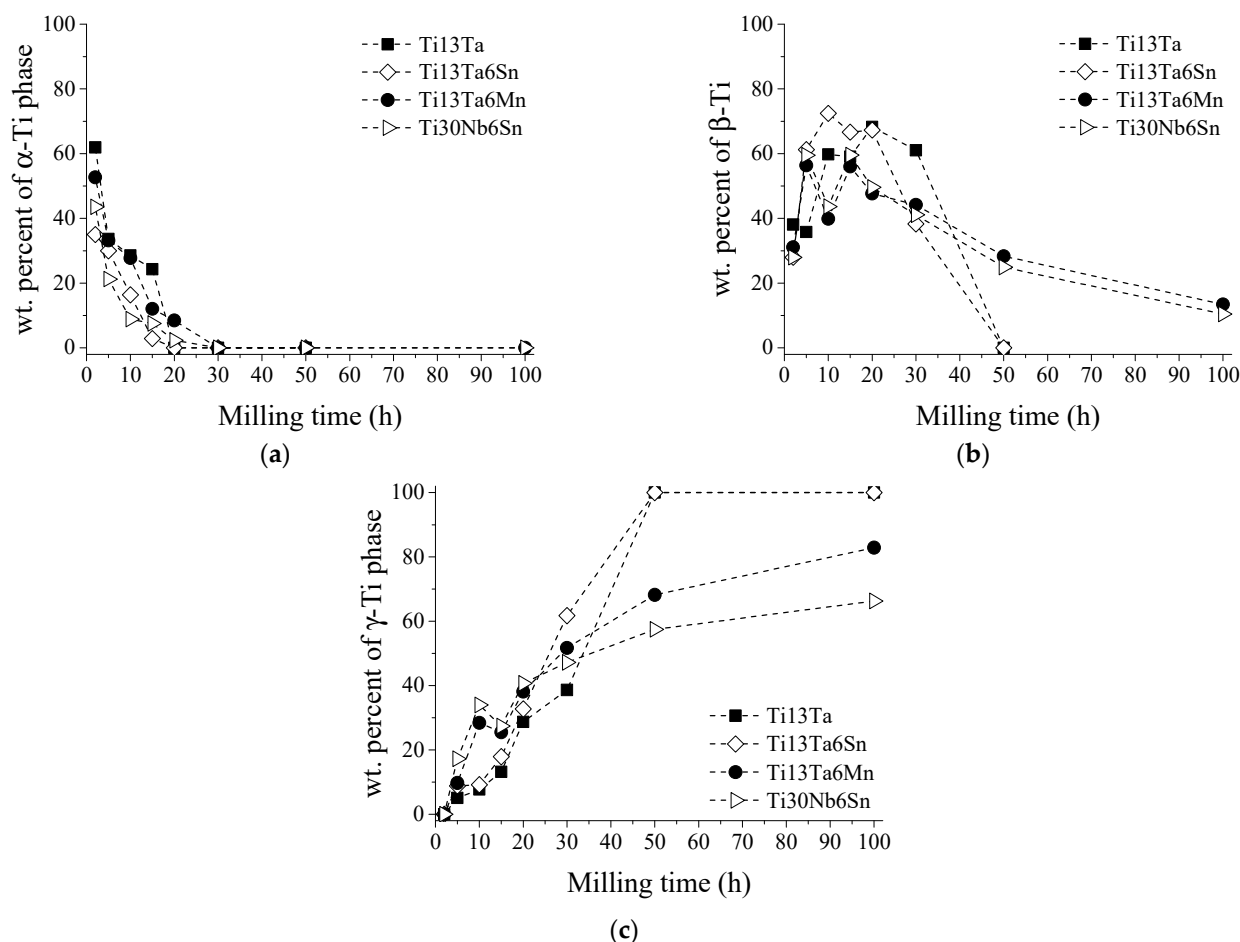 wt. percent of α-Ti phase
100
80
60
40
20
0
Ti13Ta
Ti13Ta6Sn
Ti13Ta6Mn
Ti30Nb6Sn
0 10 20 30 40 50 60 70 80 90 100
Milling time (h)
(a)
wt. percent of β-Ti
100
80
60
40
20
0
Ti13Ta
Ti13Ta6Sn
Ti13Ta6Mn
Ti30Nb6Sn
0 10 20 30 40 50 60 70 80 90 100
Milling time (h)
(b)
wt. percent of γ-Ti phase
100
80
60
40
20
0
Ti13Ta
Ti13Ta6Sn
Ti13Ta6Mn
Ti30Nb6Sn
0 10 20 30 40 50 60 70 80 90 100
Milling time (h)
(c)